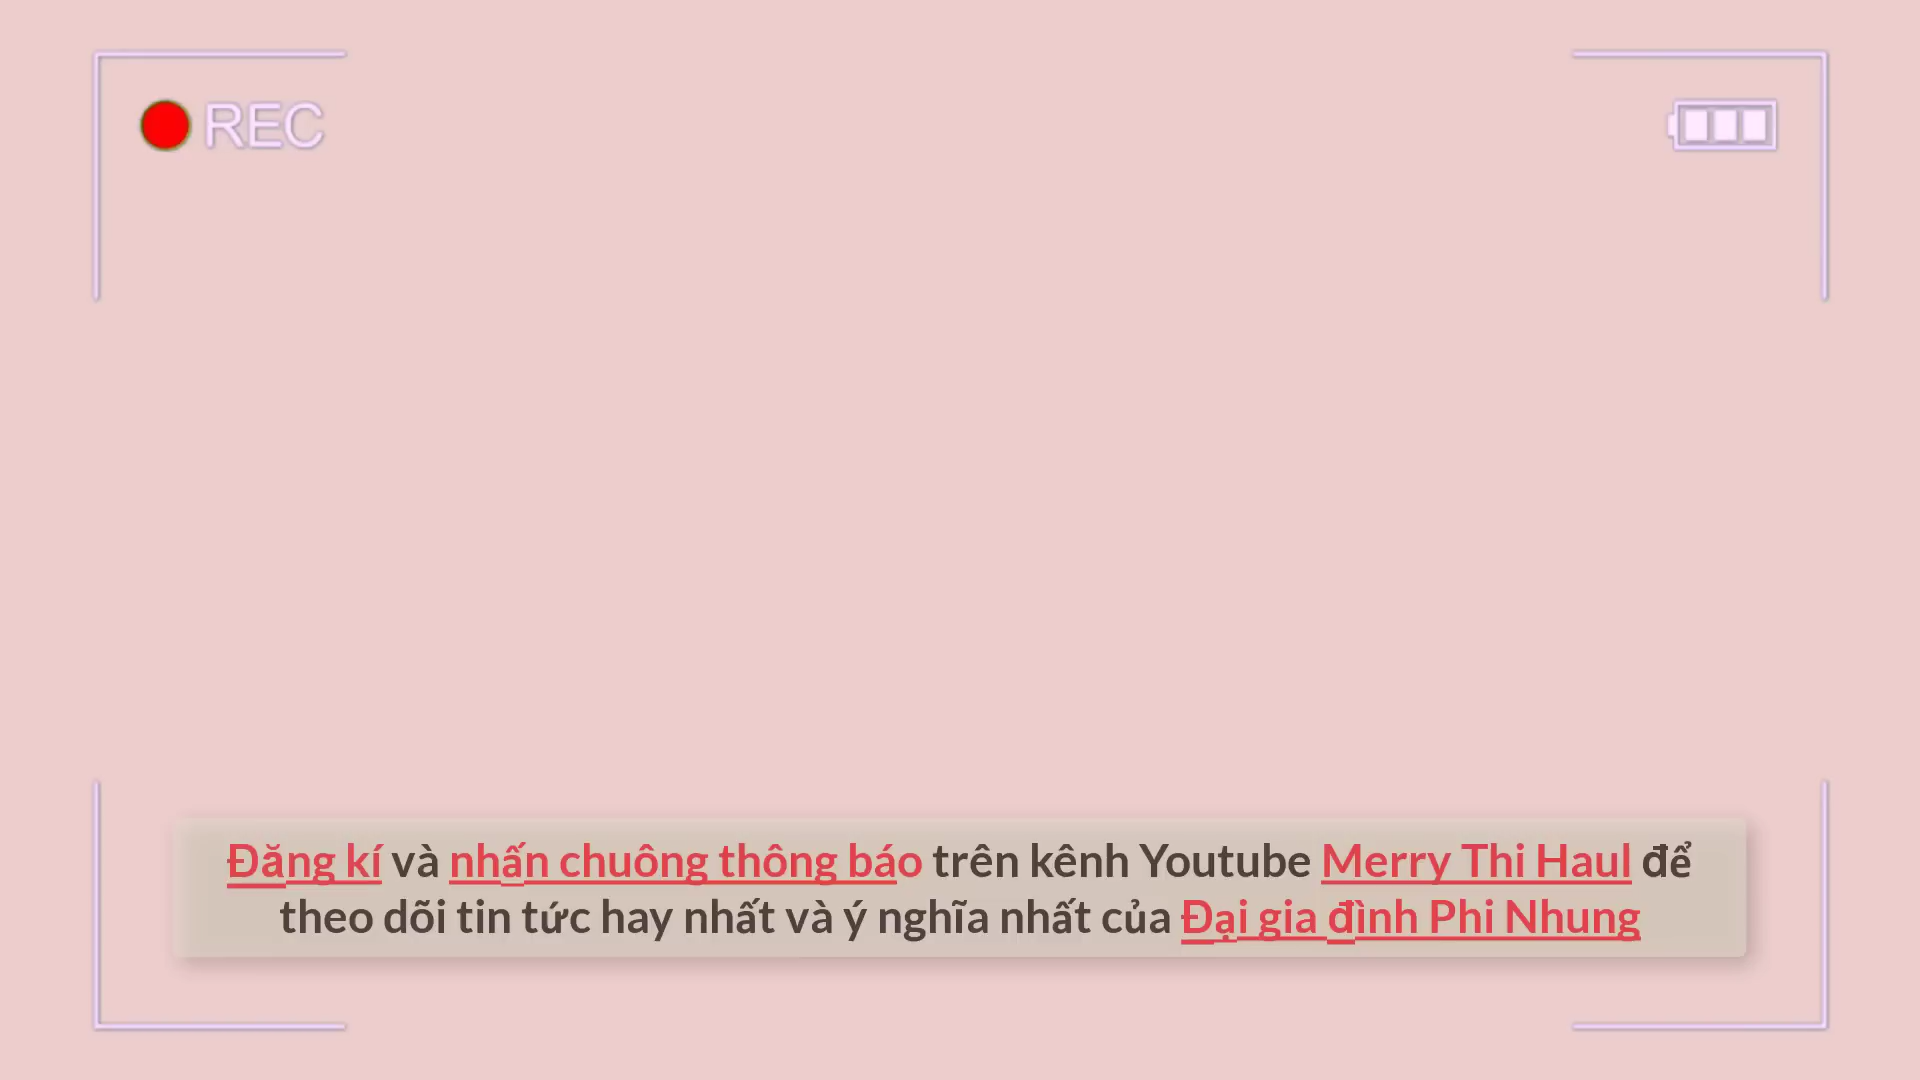 REC
Đăng kí và nhấn chuông thông báo trên kênh Youtube Merry Thi Haul để
theo dõi tin tức hay nhất và ý nghĩa nhất của Đại gia đình Phi Nhung